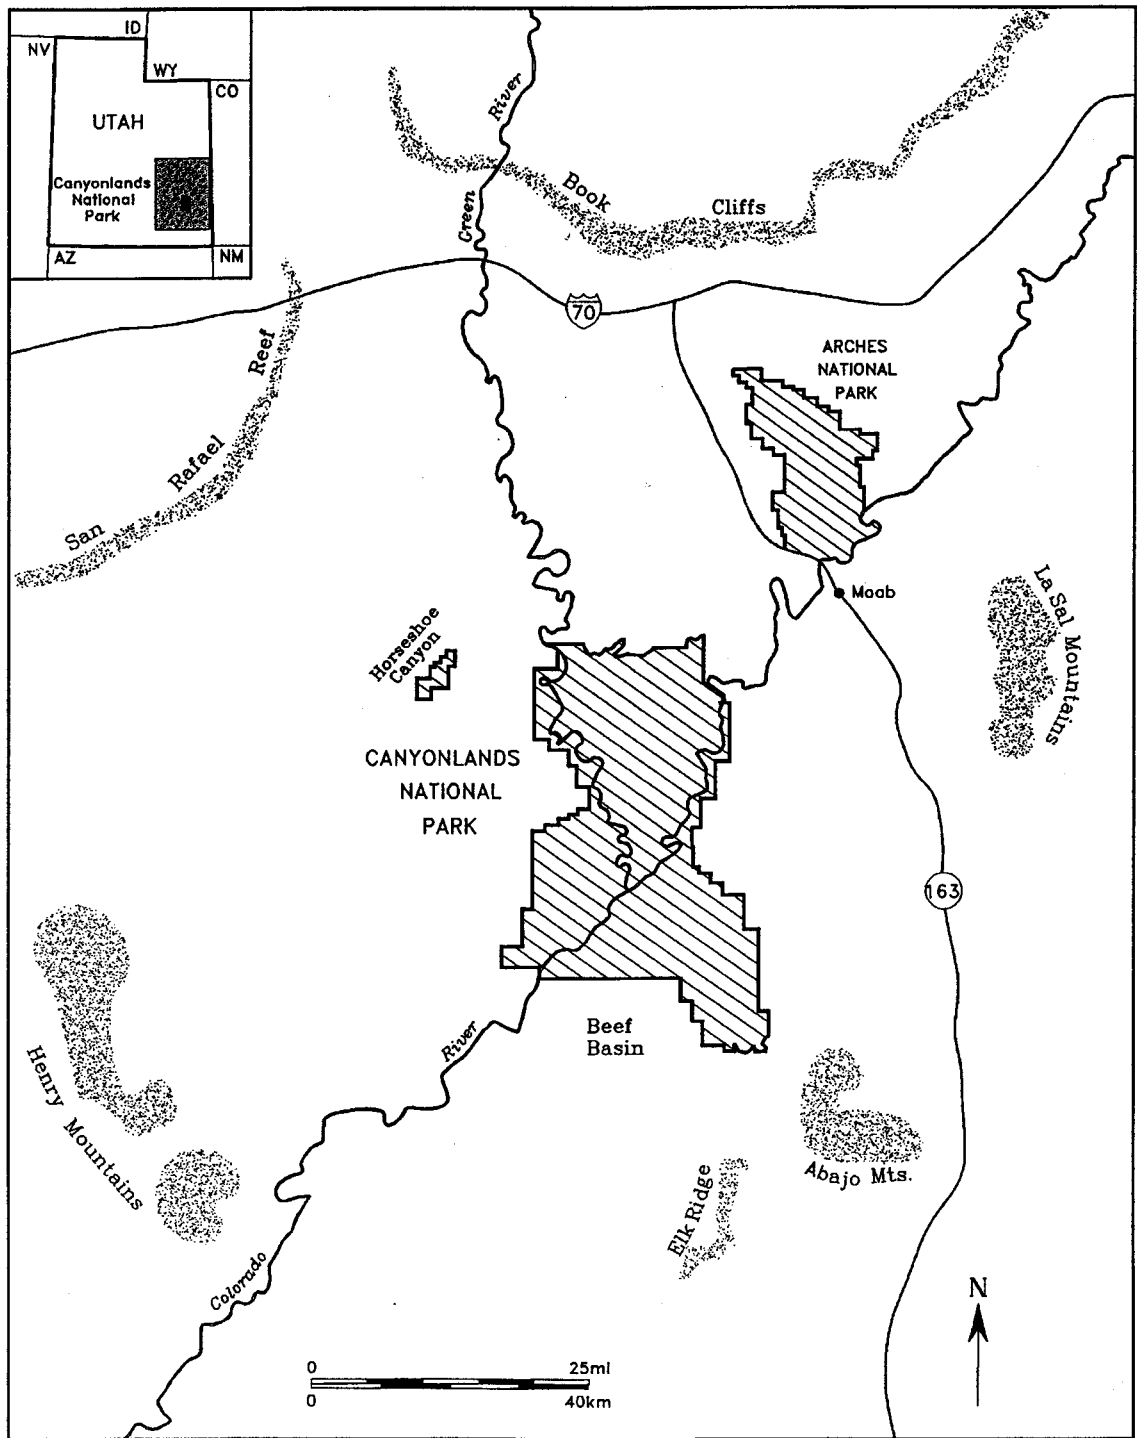 ID
NV
WY
CO
UTAH
Canyonlands
National
Park
AZ
NM
Green
River
Book
Cliffs
70
San
Rafael
Reef
ARCHES
NATIONAL
PARK
Moab
La Sal Mountains
Horseshoe
Canyon
CANYONLANDS
NATIONAL
PARK
163
Henry Mountains
Beef
Basin
Colorado
River
Abajo Mts.
Elk Ridge
N
0
25mi
0
40km